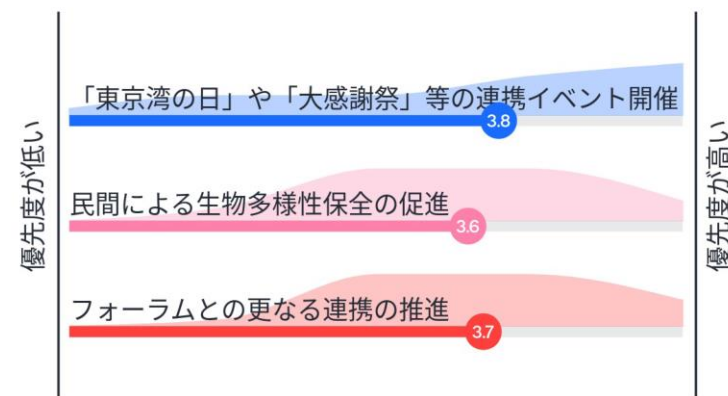 優先度が低い
「東京湾の日」や「大感謝祭」等の連携イベント開催
3.8
民間による生物多様性保全の促進
3.6
フォーラムとの更なる連携の推進
3.7
優先度が高い